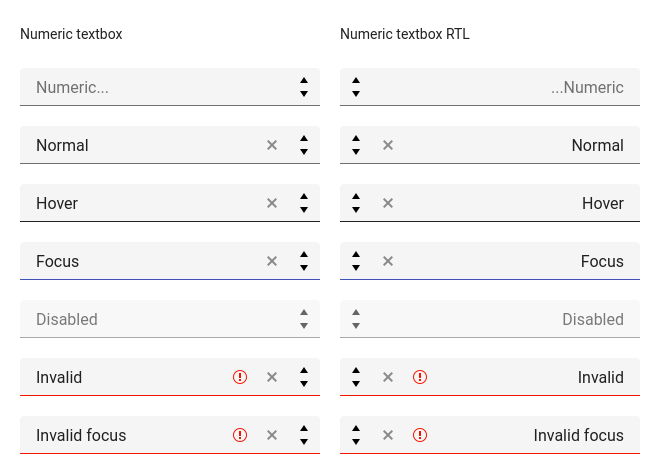 Numeric textbox
Numeric...
Normal
Hover
Focus
Disabled
Invalid
Invalid focus
Numeric textbox RTL
...Numeric
Normal
Hover
Focus
Disabled
Invalid
Invalid focus